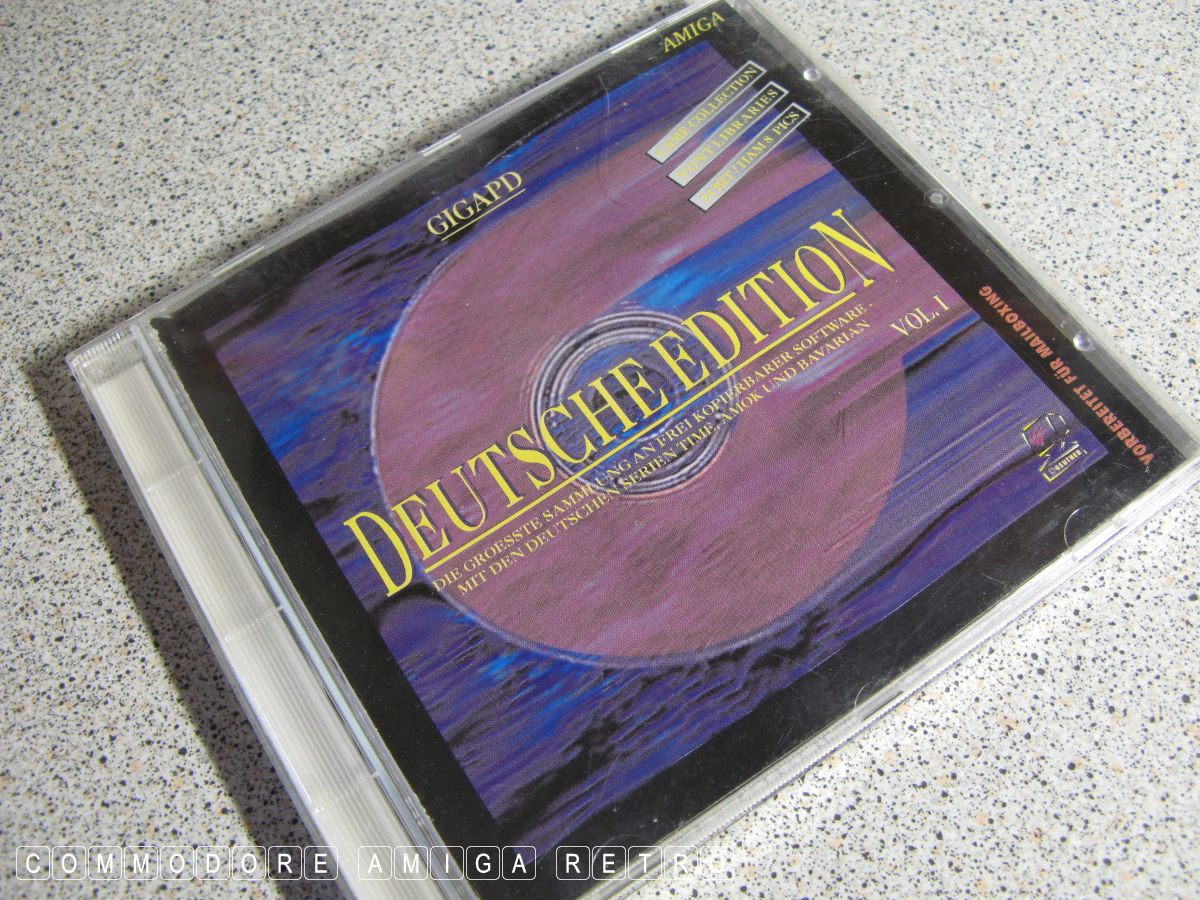 AMIGA
GAME COLLECTION
FONT LIBRARIES
24 BIT / HAM 8 PICS
GIGAPD
DEUTSCHE EDITION
VOL. I
DIE GROESSTE SAMMLUNG AN FREI KOPIERBARER SOFTWARE
MIT DEN DEUTSCHEN SERIEN TIME, AMOK UND BAVARIAN
VORBEREITET FÜR MAILBOXING
COMMODORE AMIGA RETRO